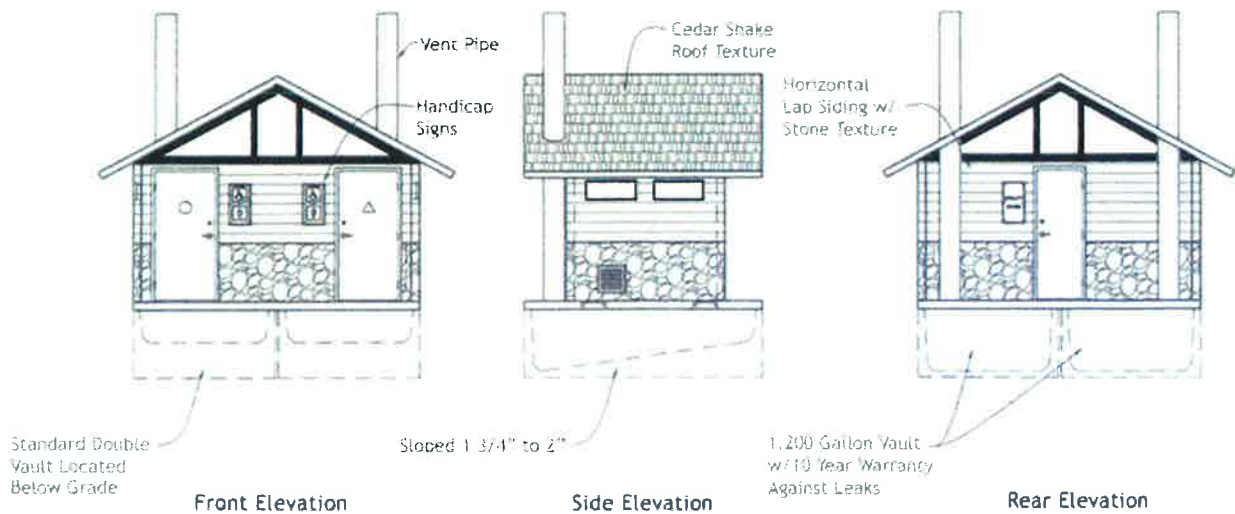 Vent Pipe
Handicap
Signs
Cedar Shake
Roof Texture
Horizontal
Lap Siding w/
Stone Texture
Standard Double
Vault Located
Below Grade
Sloped 1 3/4" to 2"
1,200 Gallon Vault
w/10 Year Warranty
Against Leaks
Front Elevation
Side Elevation
Rear Elevation